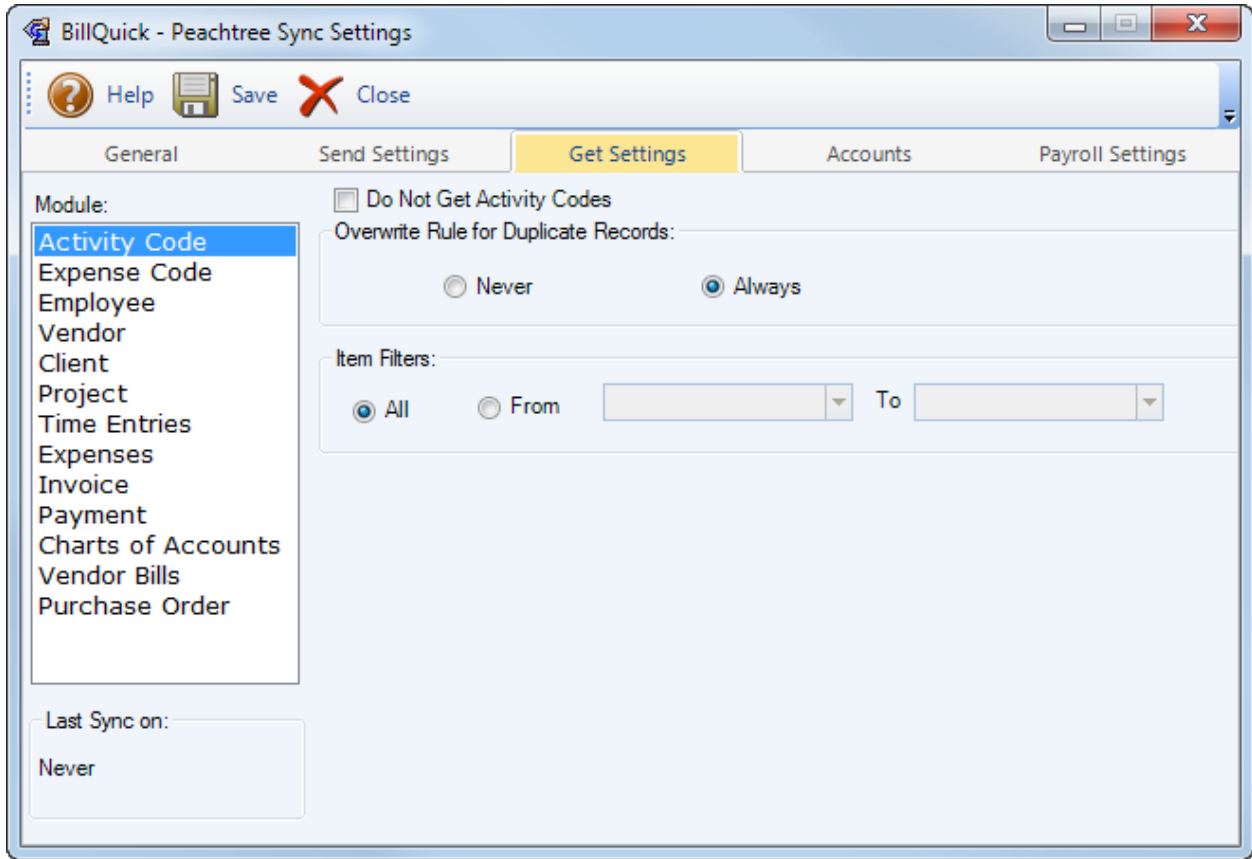 BillQuick - Peachtree Sync Settings
Help Save Close
General Send Settings Get Settings Accounts Payroll Settings
Module:
Activity Code
Expense Code
Employee
Vendor
Client
Project
Time Entries
Expenses
Invoice
Payment
Charts of Accounts
Vendor Bills
Purchase Order
Last Sync on:
Never
Do Not Get Activity Codes
Overwrite Rule for Duplicate Records:
Never Always
Item Filters:
All From To